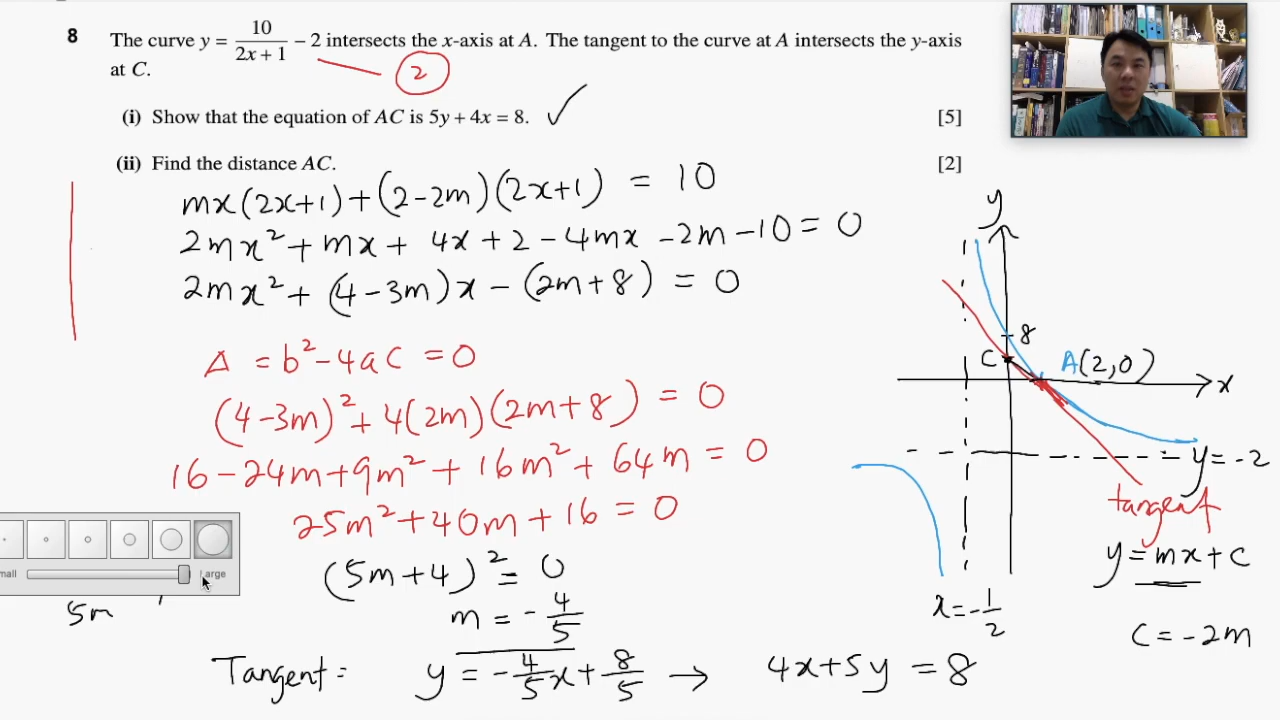 8 The curve y = 10/(2x + 1) − 2 intersects the x-axis at A. The tangent to the curve at A intersects the y-axis
at C.
2
(i) Show that the equation of AC is 5y + 4x = 8. ✓ [5]
(ii) Find the distance AC. [2]
mx(2x+1) + (2-2m)(2x+1) = 10
2mx² + mx + 4x + 2 - 4mx - 2m - 10 = 0
2mx² + (4-3m)x - (2m+8) = 0
Δ = b² - 4ac = 0
(4-3m)² + 4(2m)(2m+8) = 0
16 - 24m + 9m² + 16m² + 64m = 0
25m² + 40m + 16 = 0
(5m+4)² = 0
m = -4/5
Tangent = y = -4/5x + 8/5 → 4x+5y = 8
y
8
C
A(2,0)
x
y = -2
tangent
y = mx + c
x = -1/2
c = -2m
mall
Large
5m